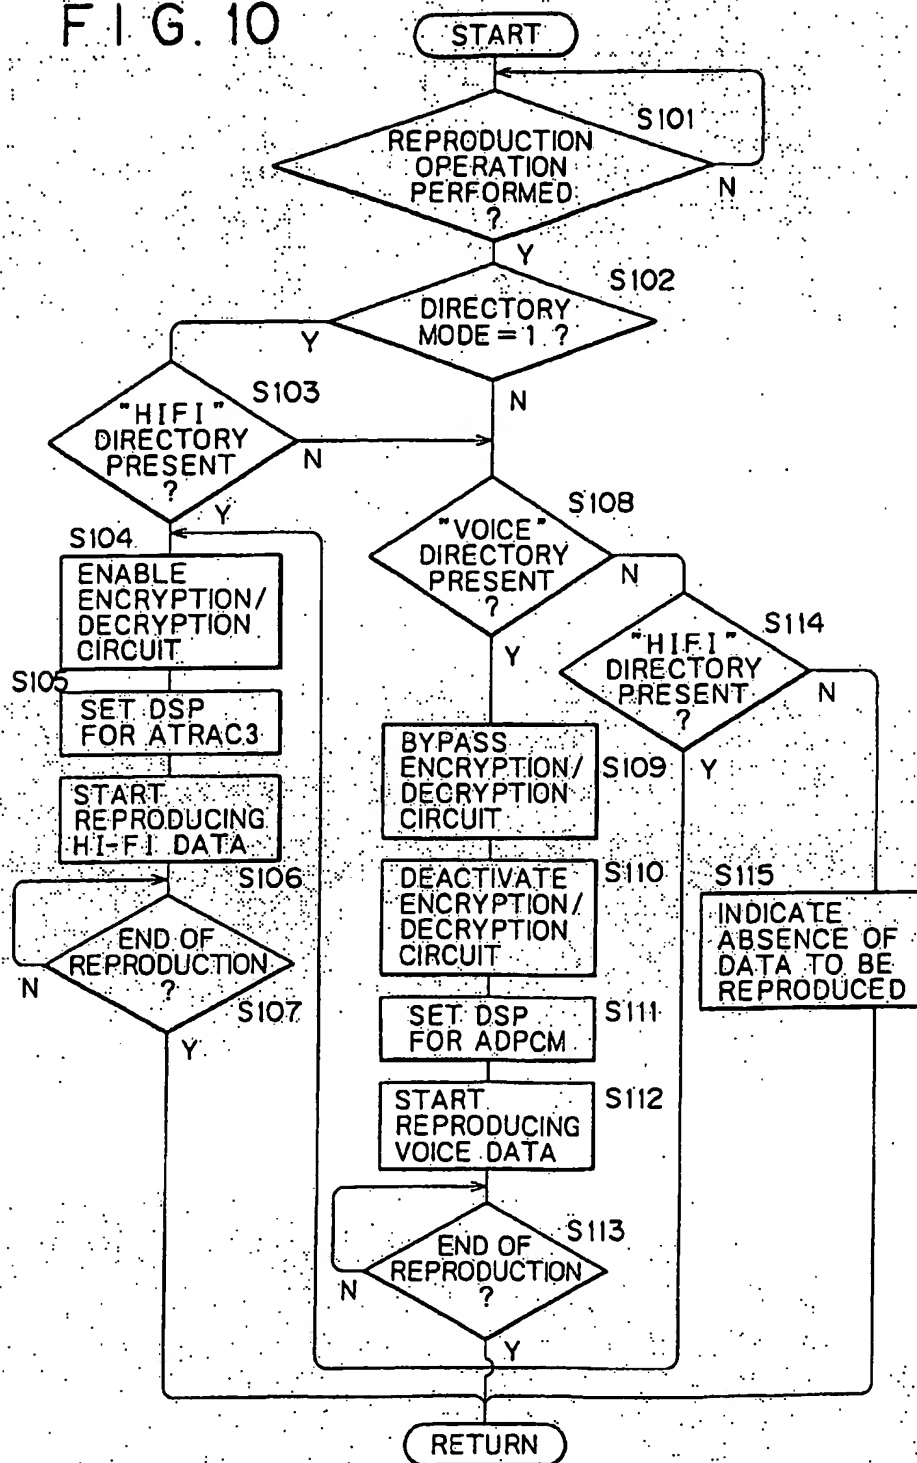 FIG. 10
START
S101
REPRODUCTION
OPERATION
PERFORMED
?
N
Y
S102
DIRECTORY
MODE=1 ?
Y
N
S103
"HIFI"
DIRECTORY
PRESENT
?
N
Y
S104
ENABLE
ENCRYPTION/
DECRYPTION
CIRCUIT
S105
SET DSP
FOR ATRAC3
START
REPRODUCING
HI-FI DATA
S106
END OF
REPRODUCTION
?
N
S107
Y
S108
"VOICE"
DIRECTORY
PRESENT
?
N
Y
S109
BYPASS
ENCRYPTION/
DECRYPTION
CIRCUIT
S110
DEACTIVATE
ENCRYPTION/
DECRYPTION
CIRCUIT
S111
SET DSP
FOR ADPCM
S112
START
REPRODUCING
VOICE DATA
S113
END OF
REPRODUCTION
?
N
Y
S114
"HIFI"
DIRECTORY
PRESENT
?
N
Y
S115
INDICATE
ABSENCE OF
DATA TO BE
REPRODUCED
RETURN